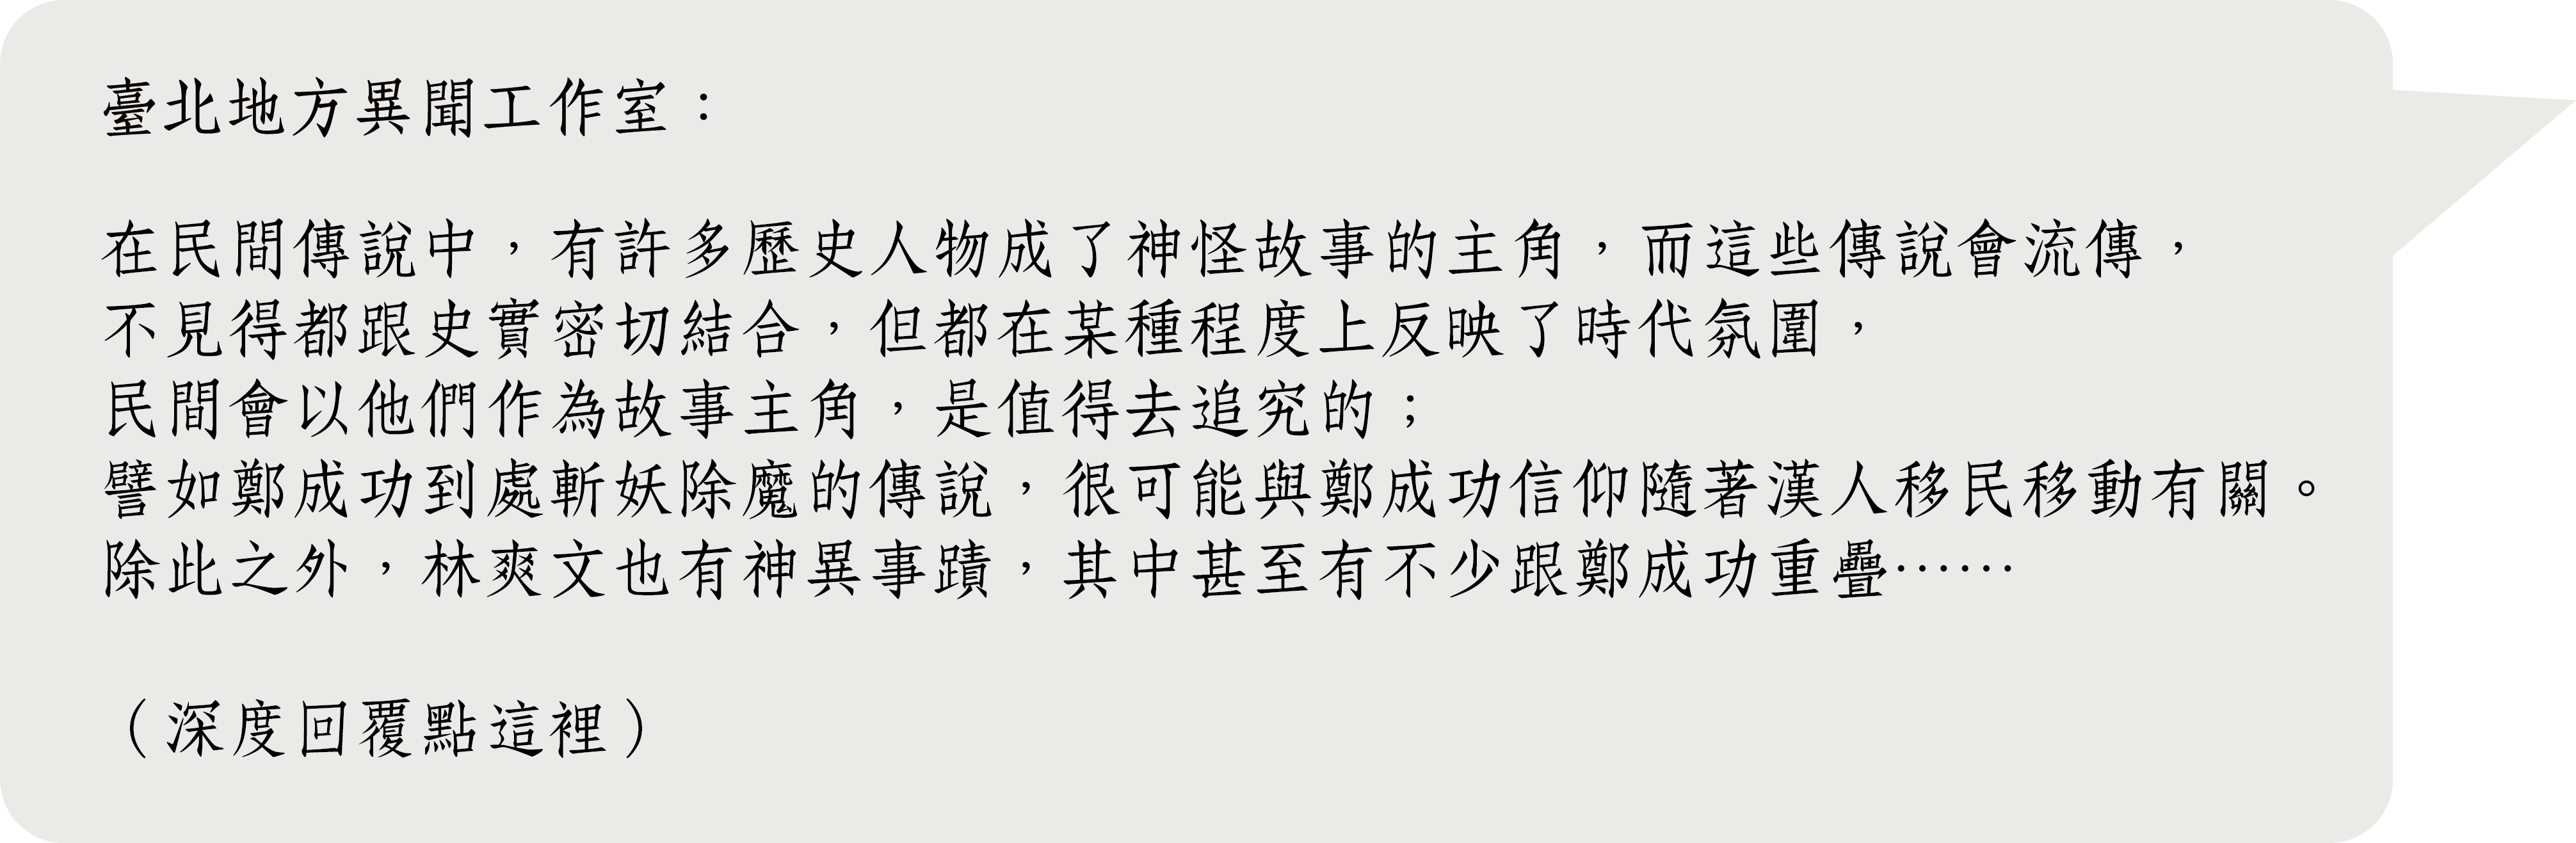 臺北地方異聞工作室：
在民間傳說中，有許多歷史人物成了神怪故事的主角，而這些傳說會流傳，
不見得都跟史實密切結合，但都在某種程度上反映了時代氛圍，
民間會以他們作為故事主角，是值得去追究的；
譬如鄭成功到處斬妖除魔的傳說，很可能與鄭成功信仰隨著漢人移民移動有關。
除此之外，林爽文也有神異事蹟，其中甚至有不少跟鄭成功重疊……
（深度回覆點這裡）